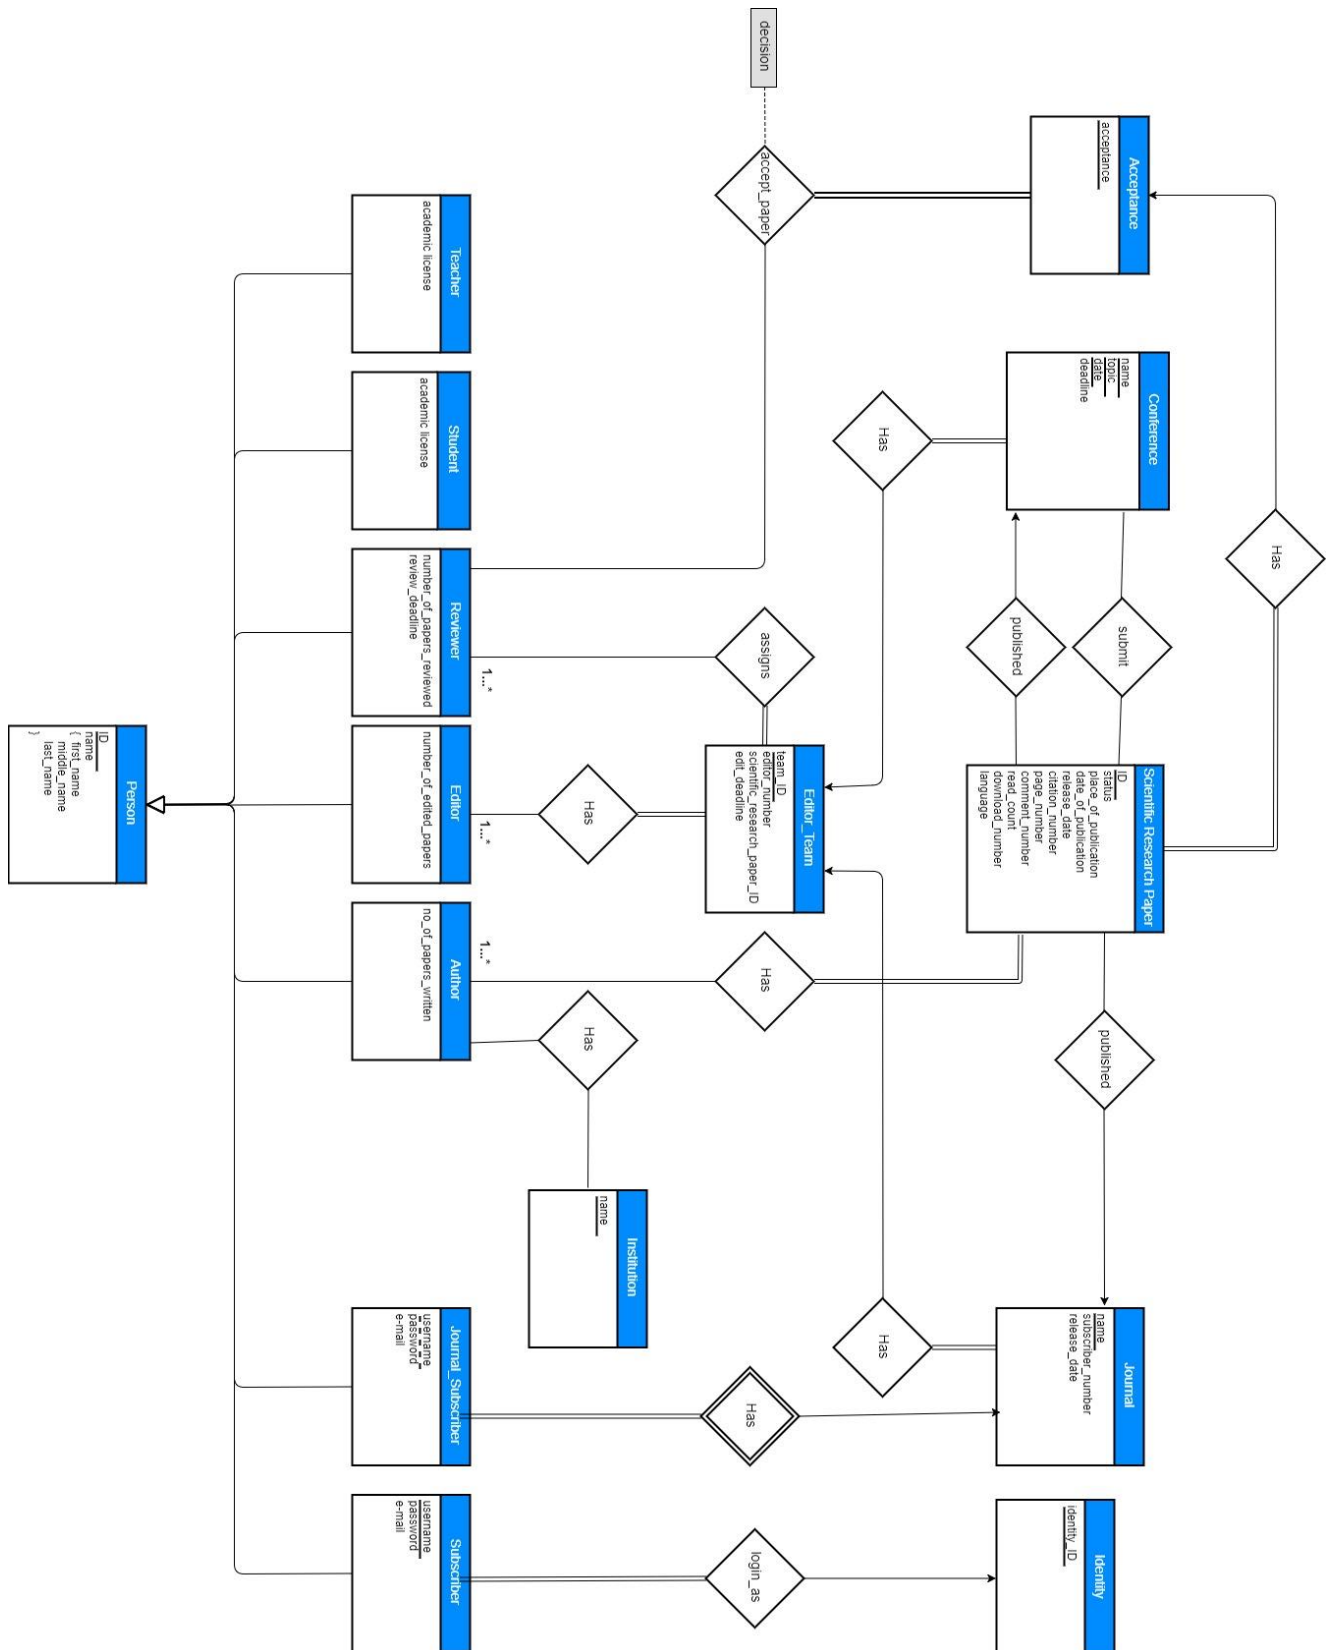 Has
Acceptance
acceptance
Conference
name
topic
date
deadline
submit
published
Scientific Research Paper
ID
status
place_of_publication
date_of_publication
release_date
citation_number
page_number
comment_number
read_count
download_number
language
published
Journal
name
subscriber_number
release_date
Identity
identity_ID
Has
Has
decision
accept_paper
assigns
Editor_Team
team_ID
editor_number
scientific_research_paper_ID
edit_deadline
Has
Has
login_as
Has
Has
Institution
name
1...*
1...*
1...*
Teacher
academic license
Student
academic license
Reviewer
number_of_papers_reviewed
review_deadline
Editor
number_of_edited_papers
Author
no_of_papers_written
Journal_Subscriber
username
password
e-mail
Subscriber
username
password
e-mail
Person
ID
name
{ first_name
middle_name
last_name
}